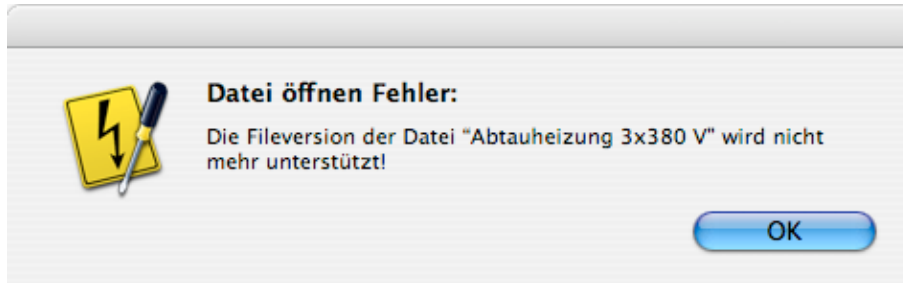 Datei öffnen Fehler:
Die Fileversion der Datei “Abtauheizung 3x380 V” wird nicht
mehr unterstützt!
OK